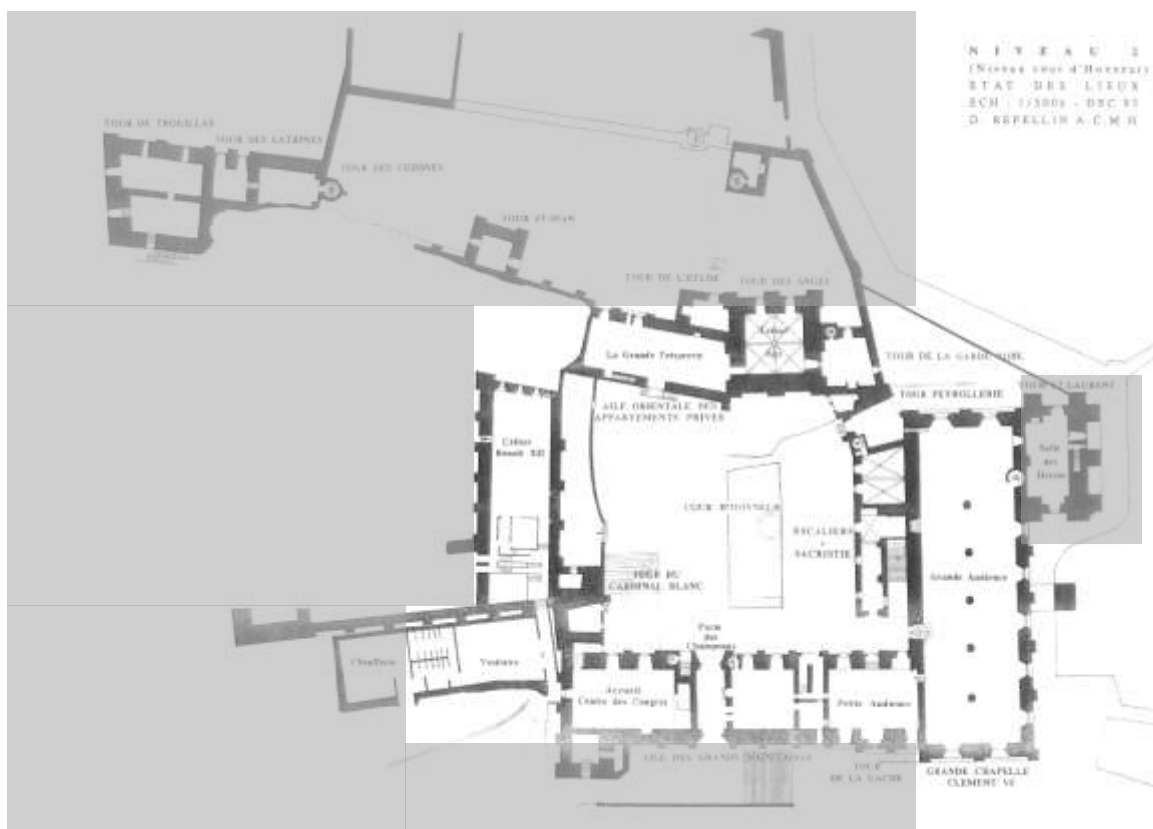 NIVEAU 2
(Niveau cour d'Honneur)
ETAT DES LIEUX
ECH : 1/500e - DEC 92
D. REPELLIN A.C.M.H
TOUR DE TROUILLAS
TOUR DES LATRINES
TOUR DES CUISINES
TOUR ST-JEAN
TOUR DE L'ETUDE
TOUR DES ANGES
La Grande Trésorerie
TOUR DE LA GARDE ROBE
AILE ORIENTALE DES
APPARTEMENTS PRIVES
TOUR PEYROLLERIE
TOUR ST LAURENT
Salle
des
Benoit XII
COUR D'HONNEUR
ESCALIERS
SACRISTIE
Grande Audience
TOUR DU
CARDINAL BLANC
Porte
des
Champeaux
Chaufferie
Vestiaire
Accueil
Centre des Congrès
Petite Audience
AILE DES GRANDS DIGNITAIRES
TOUR
DE LA GACHE
GRANDE CHAPELLE
CLEMENT VI